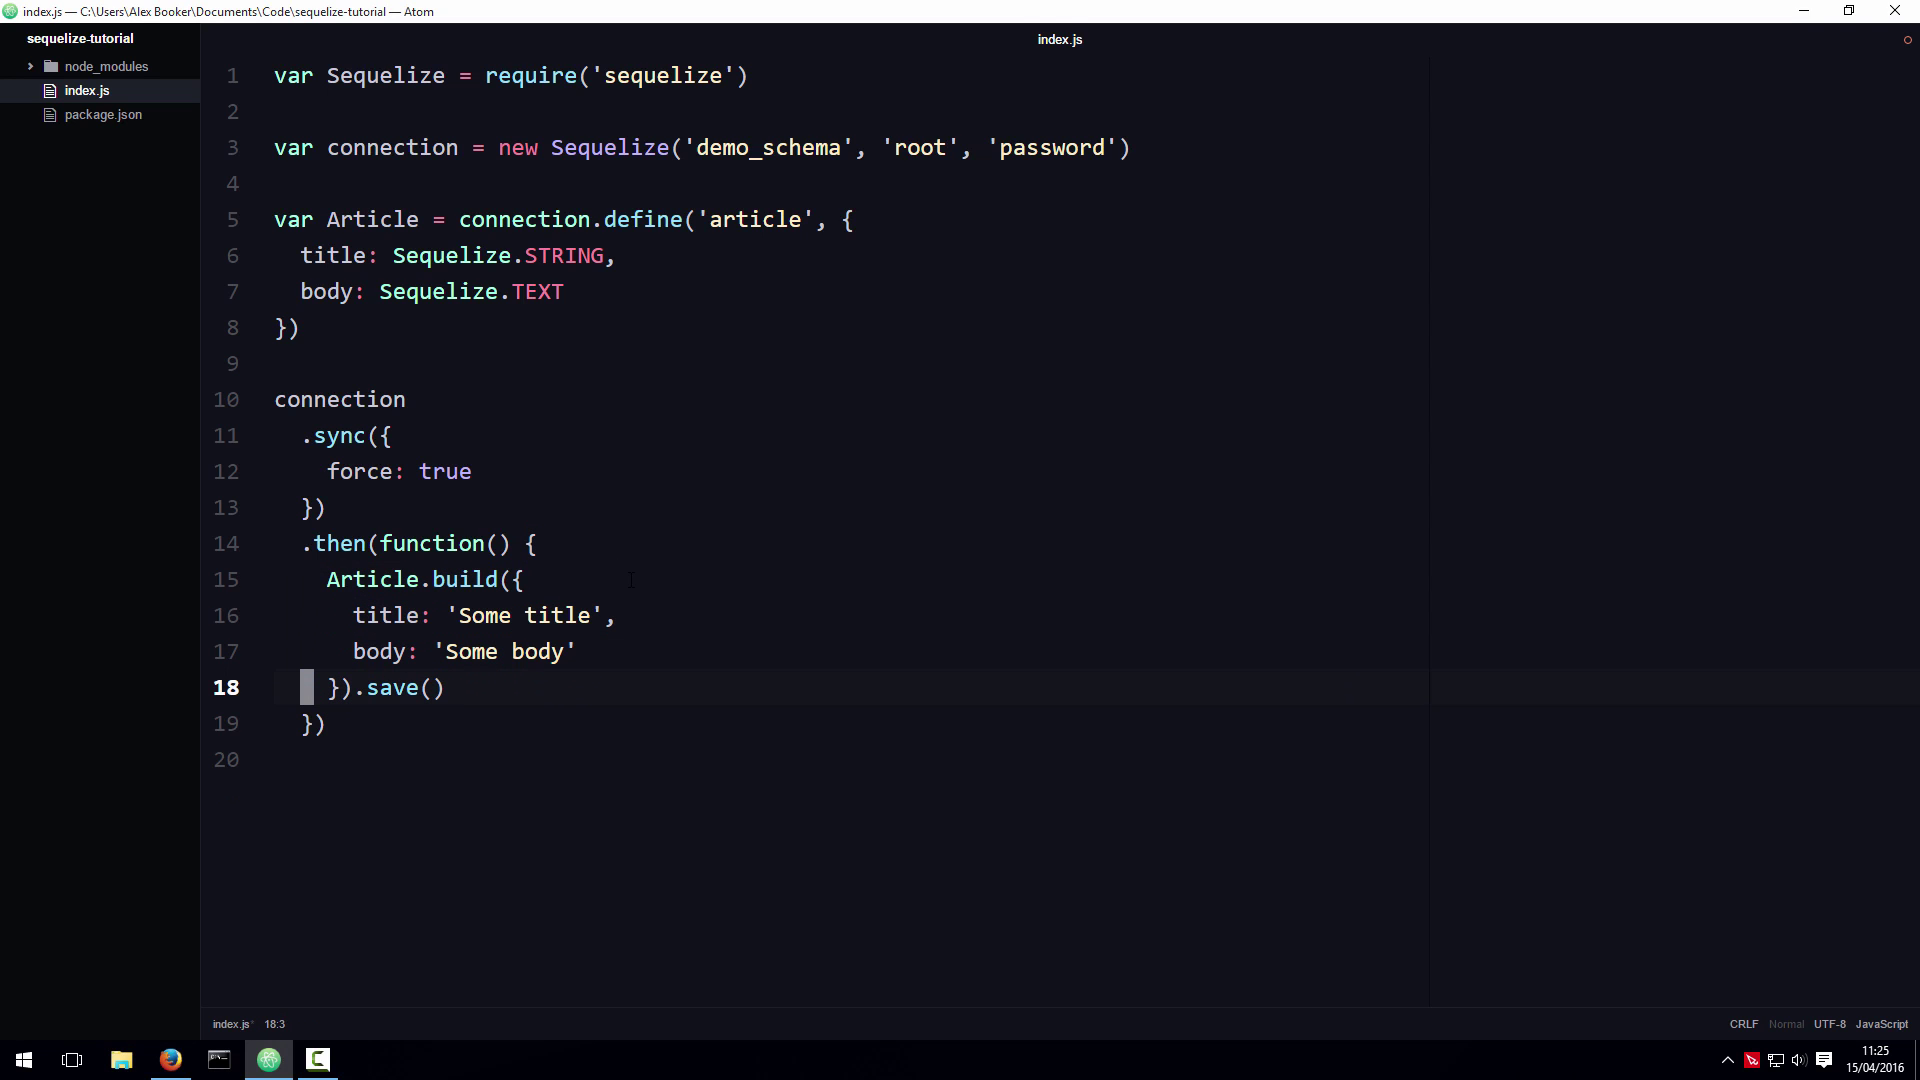 index.js — C:\Users\Alex Booker\Documents\Code\sequelize-tutorial — Atom
sequelize-tutorial
node_modules
index.js
package.json
index.js
1 var Sequelize = require('sequelize')
2
3 var connection = new Sequelize('demo_schema', 'root', 'password')
4
5 var Article = connection.define('article', {
6 title: Sequelize.STRING,
7 body: Sequelize.TEXT
8 })
9
10 connection
11 .sync({
12 force: true
13 })
14 .then(function() {
15 Article.build({
16 title: 'Some title',
17 body: 'Some body'
18 }).save()
19 })
20
index.js* 18:3
CRLF Normal UTF-8 JavaScript
11:25
15/04/2016